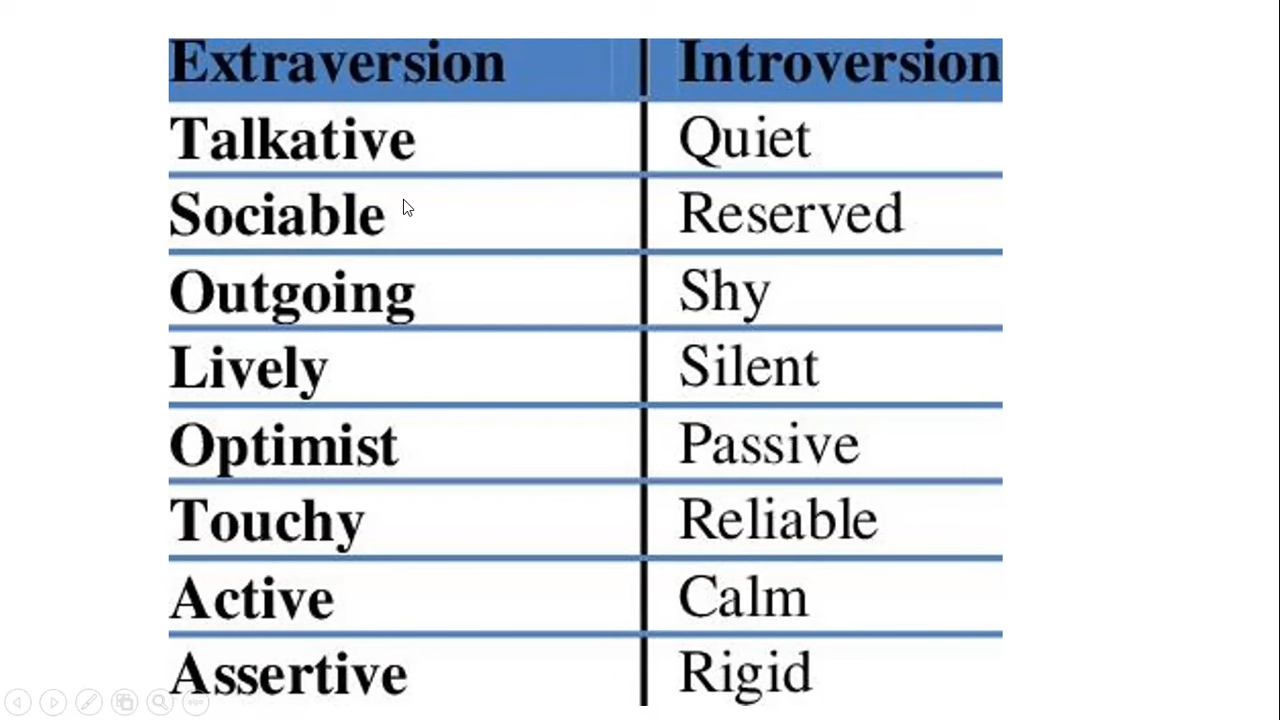 Extraversion Introversion
Talkative Quiet
Sociable Reserved
Outgoing Shy
Lively Silent
Optimist Passive
Touchy Reliable
Active Calm
Assertive Rigid